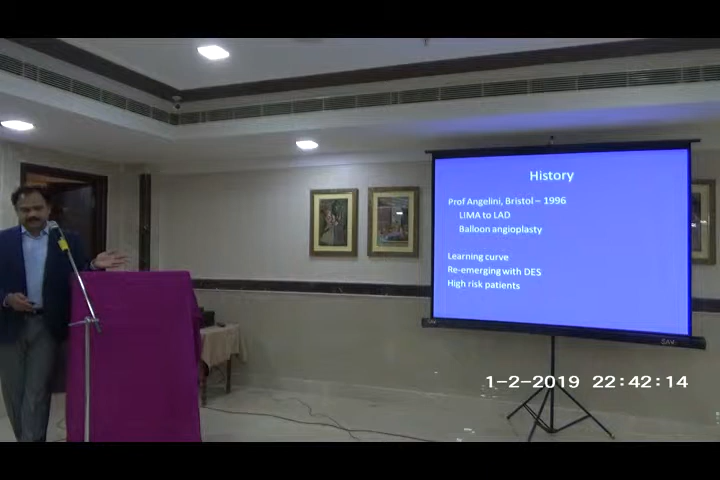 History
Prof Angelini, Bristol – 1996
LIMA to LAD
Balloon angioplasty
Learning curve
Re-emerging with DES
High risk patients
1-2-2019 22:42:14